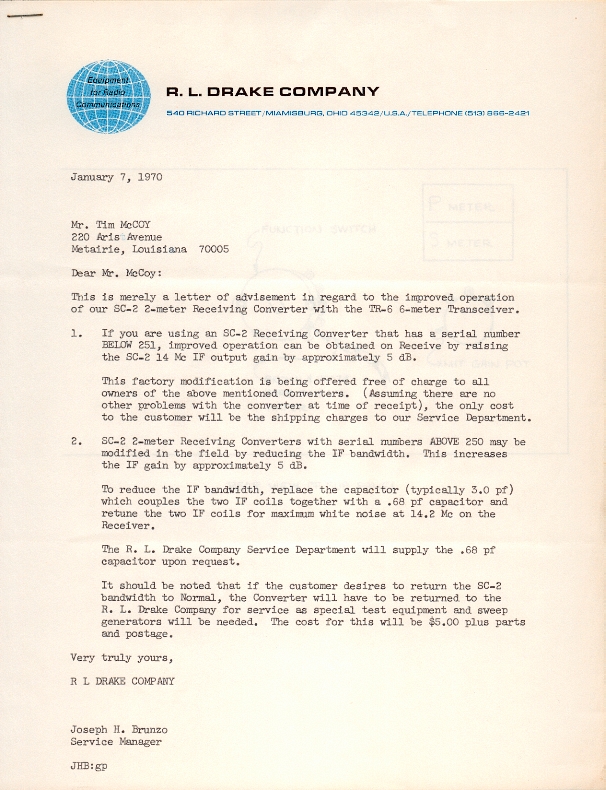 Equipment
for Radio
Communications
R. L. DRAKE COMPANY
540 RICHARD STREET/MIAMISBURG, OHIO 45342/U.S.A./TELEPHONE (513) 866-2421
January 7, 1970
Mr. Tim McCOY
220 Aris Avenue
Metairie, Louisiana 70005
Dear Mr. McCoy:
This is merely a letter of advisement in regard to the improved operation
of our SC-2 2-meter Receiving Converter with the TR-6 6-meter Transceiver.
1. If you are using an SC-2 Receiving Converter that has a serial number
BELOW 251, improved operation can be obtained on Receive by raising
the SC-2 14 Mc IF output gain by approximately 5 dB.
This factory modification is being offered free of charge to all
owners of the above mentioned Converters. (Assuming there are no
other problems with the converter at time of receipt), the only cost
to the customer will be the shipping charges to our Service Department.
2. SC-2 2-meter Receiving Converters with serial numbers ABOVE 250 may be
modified in the field by reducing the IF bandwidth. This increases
the IF gain by approximately 5 dB.
To reduce the IF bandwidth, replace the capacitor (typically 3.0 pf)
which couples the two IF coils together with a .68 pf capacitor and
retune the two IF coils for maximum white noise at 14.2 Mc on the
Receiver.
The R. L. Drake Company Service Department will supply the .68 pf
capacitor upon request.
It should be noted that if the customer desires to return the SC-2
bandwidth to Normal, the Converter will have to be returned to the
R. L. Drake Company for service as special test equipment and sweep
generators will be needed. The cost for this will be $5.00 plus parts
and postage.
Very truly yours,
R L DRAKE COMPANY
Joseph H. Brunzo
Service Manager
JHB:gp
FUNCTION SWITCH
METER
S METER